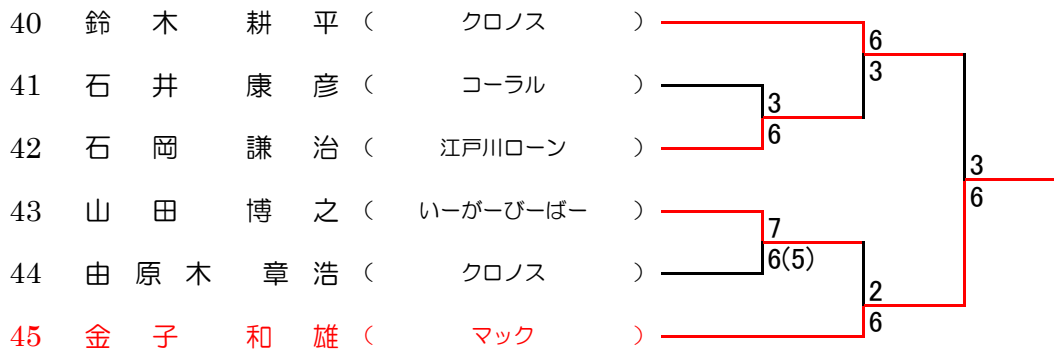 40 鈴木 耕平 ( クロノス ) 6
41 石井 康彦 ( コーラル ) 3 3
42 石岡 謙治 ( 江戸川ローン ) 6 3
43 山田 博之 ( いーがーびーばー ) 7 6
44 由原木 章浩 ( クロノス ) 6(5) 2
45 金子 和雄 ( マック ) 6